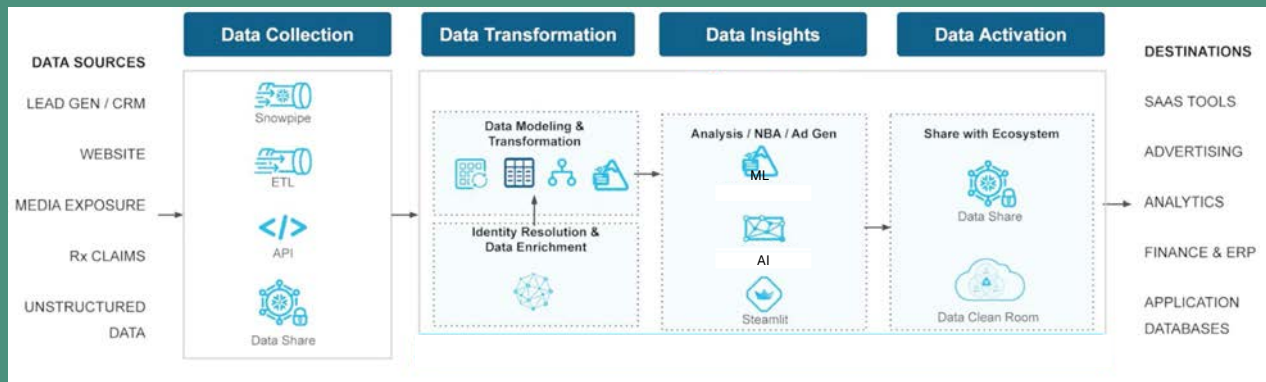 Data Collection
Data Transformation
Data Insights
Data Activation
DATA SOURCES
LEAD GEN / CRM
WEBSITE
MEDIA EXPOSURE
Rx CLAIMS
UNSTRUCTURED
DATA
Snowpipe
ETL
</>
API
Data Share
Data Modeling &
Transformation
Identity Resolution &
Data Enrichment
Analysis / NBA / Ad Gen
ML
AI
Steamlit
Share with Ecosystem
Data Share
Data Clean Room
DESTINATIONS
SAAS TOOLS
ADVERTISING
ANALYTICS
FINANCE & ERP
APPLICATION
DATABASES